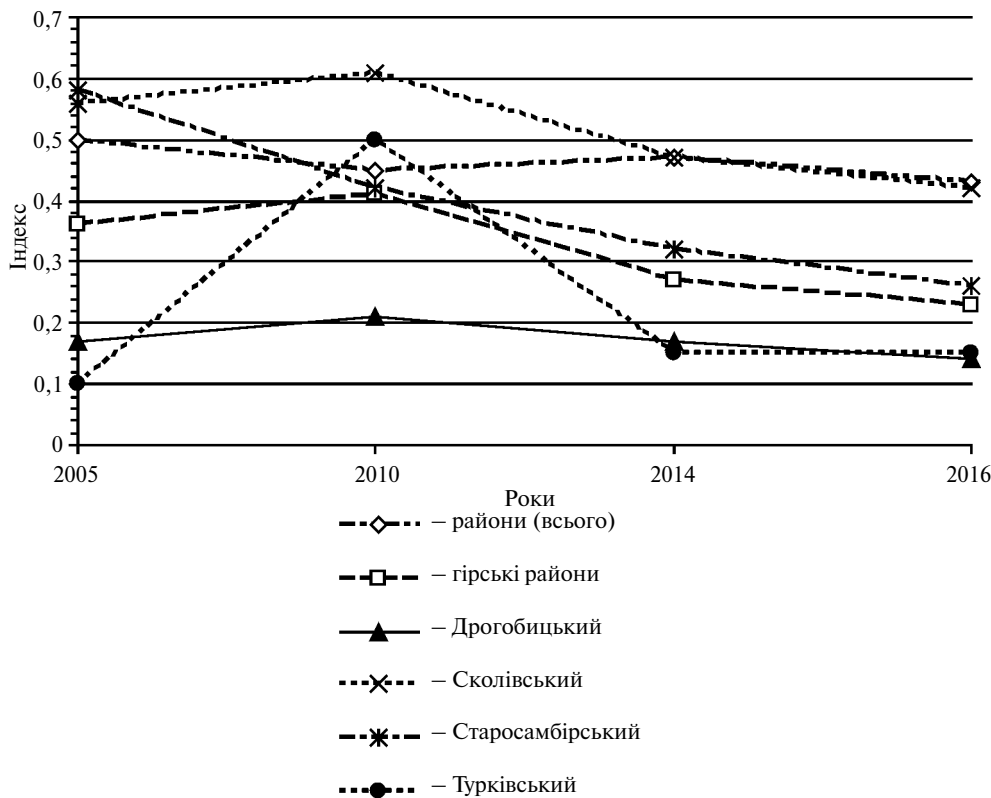 0,7
0,6
0,5
0,4
0,3
0,2
0,1
0
Індекс
2005 2010 2014 2016
Роки
– райони (всього)
– гірські райони
– Дрогобицький
– Сколівський
– Старосамбірський
– Турківський